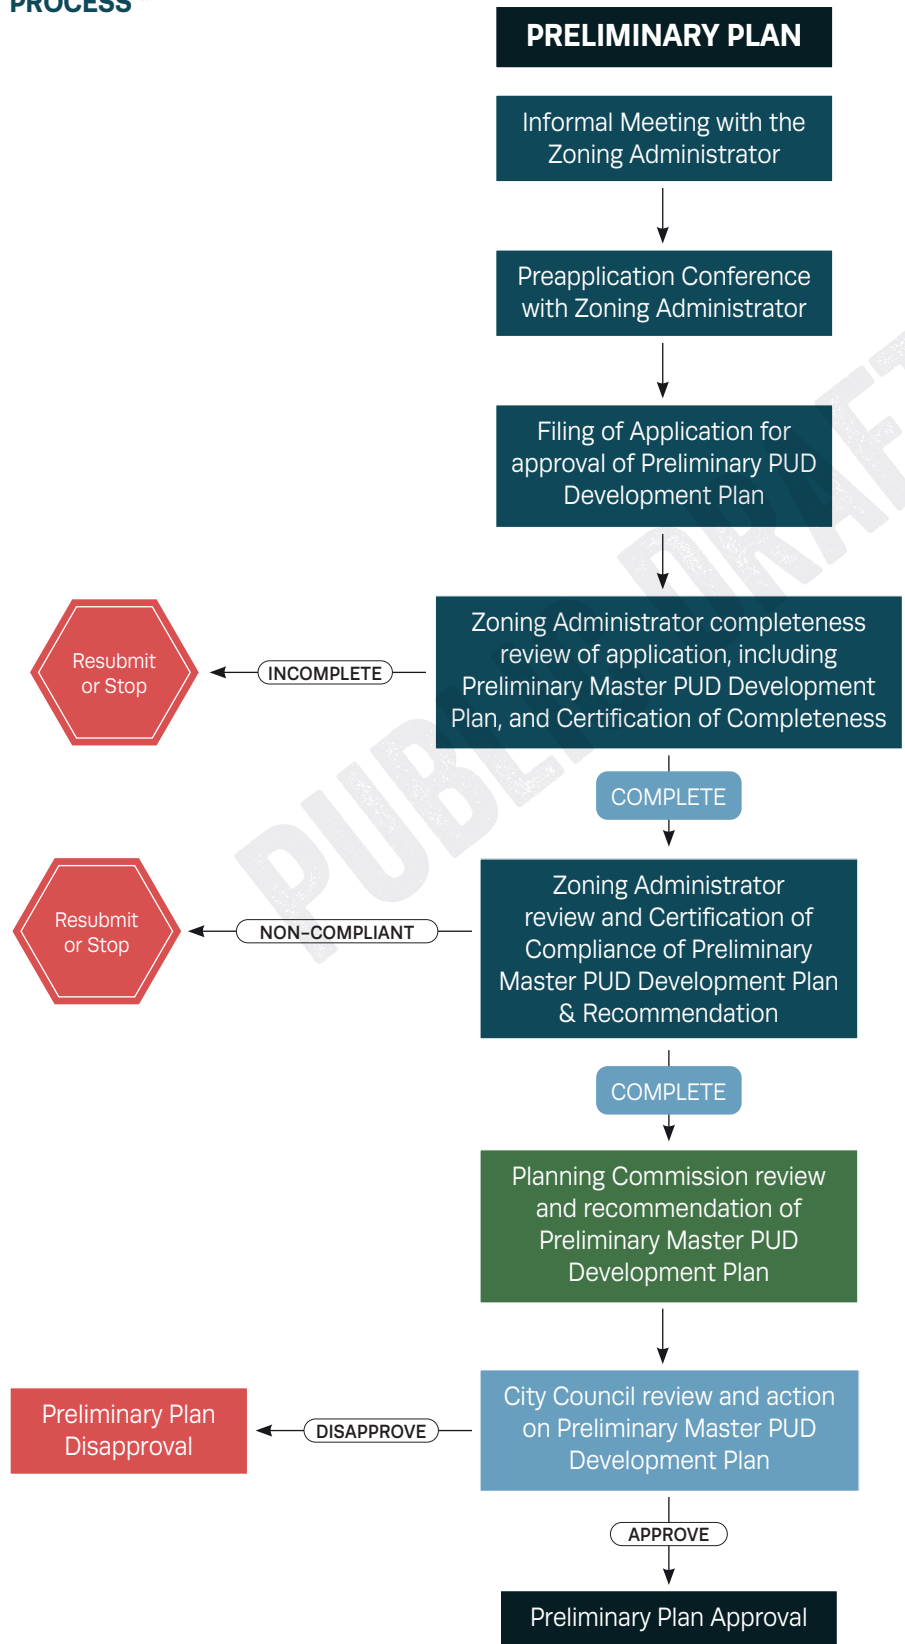 PROCESS
PRELIMINARY PLAN
Informal Meeting with the
Zoning Administrator
Preapplication Conference
with Zoning Administrator
Filing of Application for
approval of Preliminary PUD
Development Plan
Zoning Administrator completeness
review of application, including
Preliminary Master PUD Development
Plan, and Certification of Completeness
INCOMPLETE
Resubmit
or Stop
COMPLETE
Zoning Administrator
review and Certification of
Compliance of Preliminary
Master PUD Development Plan
& Recommendation
NON-COMPLIANT
Resubmit
or Stop
COMPLETE
Planning Commission review
and recommendation of
Preliminary Master PUD
Development Plan
City Council review and action
on Preliminary Master PUD
Development Plan
DISAPPROVE
Preliminary Plan
Disapproval
APPROVE
Preliminary Plan Approval
PUBLIC DRAFT